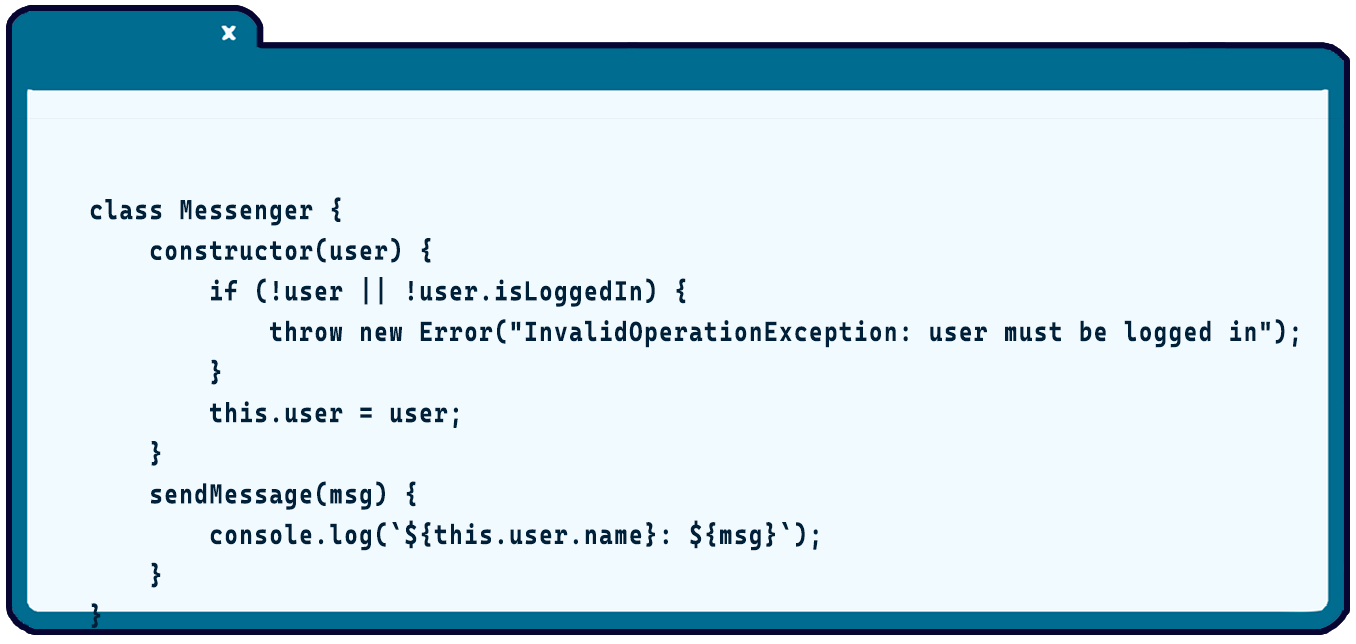 x
class Messenger {
    constructor(user) {
        if (!user || !user.isLoggedIn) {
            throw new Error("InvalidOperationException: user must be logged in");
        }
        this.user = user;
    }
    sendMessage(msg) {
        console.log(`${this.user.name}: ${msg}`);
    }
}